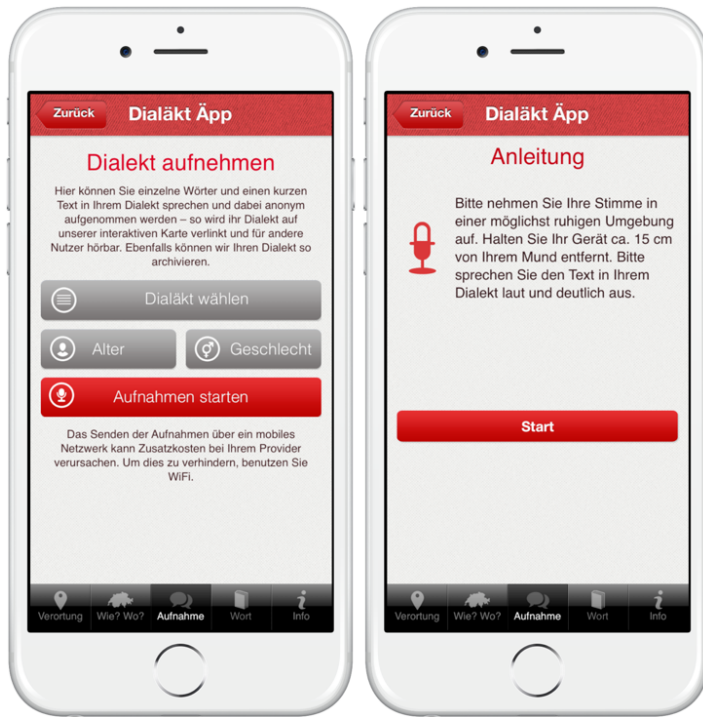 Zurück
Dialäkt Äpp
Dialekt aufnehmen
Hier können Sie einzelne Wörter und einen kurzen
Text in Ihrem Dialekt sprechen und dabei anonym
aufgenommen werden – so wird ihr Dialekt auf
unserer interaktiven Karte verlinkt und für andere
Nutzer hörbar. Ebenfalls können wir Ihren Dialekt so
archivieren.
Dialäkt wählen
Alter
Geschlecht
Aufnahmen starten
Das Senden der Aufnahmen über ein mobiles
Netzwerk kann Zusatzkosten bei Ihrem Provider
verursachen. Um dies zu verhindern, benutzen Sie
WiFi.
Verortung
Wie? Wo?
Aufnahme
Wort
Info
Zurück
Dialäkt Äpp
Anleitung
Bitte nehmen Sie Ihre Stimme in
einer möglichst ruhigen Umgebung
auf. Halten Sie Ihr Gerät ca. 15 cm
von Ihrem Mund entfernt. Bitte
sprechen Sie den Text in Ihrem
Dialekt laut und deutlich aus.
Start
Verortung
Wie? Wo?
Aufnahme
Wort
Info